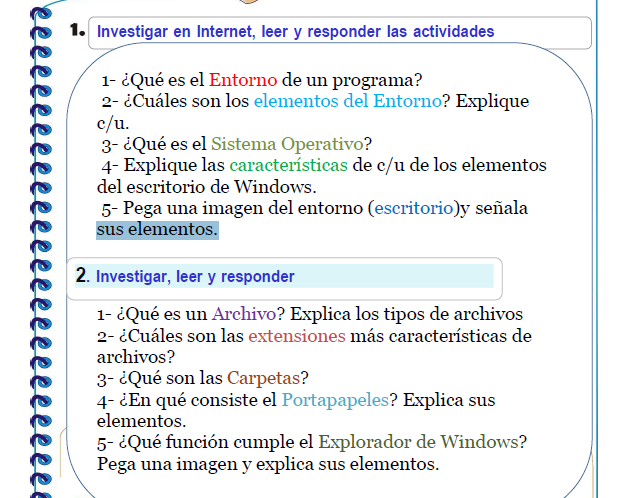 1. Investigar en Internet, leer y responder las actividades
1- ¿Qué es el Entorno de un programa?
2- ¿Cuáles son los elementos del Entorno? Explique
c/u.
3- ¿Qué es el Sistema Operativo?
4- Explique las características de c/u de los elementos
del escritorio de Windows.
5- Pega una imagen del entorno (escritorio)y señala
sus elementos.
2. Investigar, leer y responder
1- ¿Qué es un Archivo? Explica los tipos de archivos
2- ¿Cuáles son las extensiones más características de
archivos?
3- ¿Qué son las Carpetas?
4- ¿En qué consiste el Portapapeles? Explica sus
elementos.
5- ¿Qué función cumple el Explorador de Windows?
Pega una imagen y explica sus elementos.